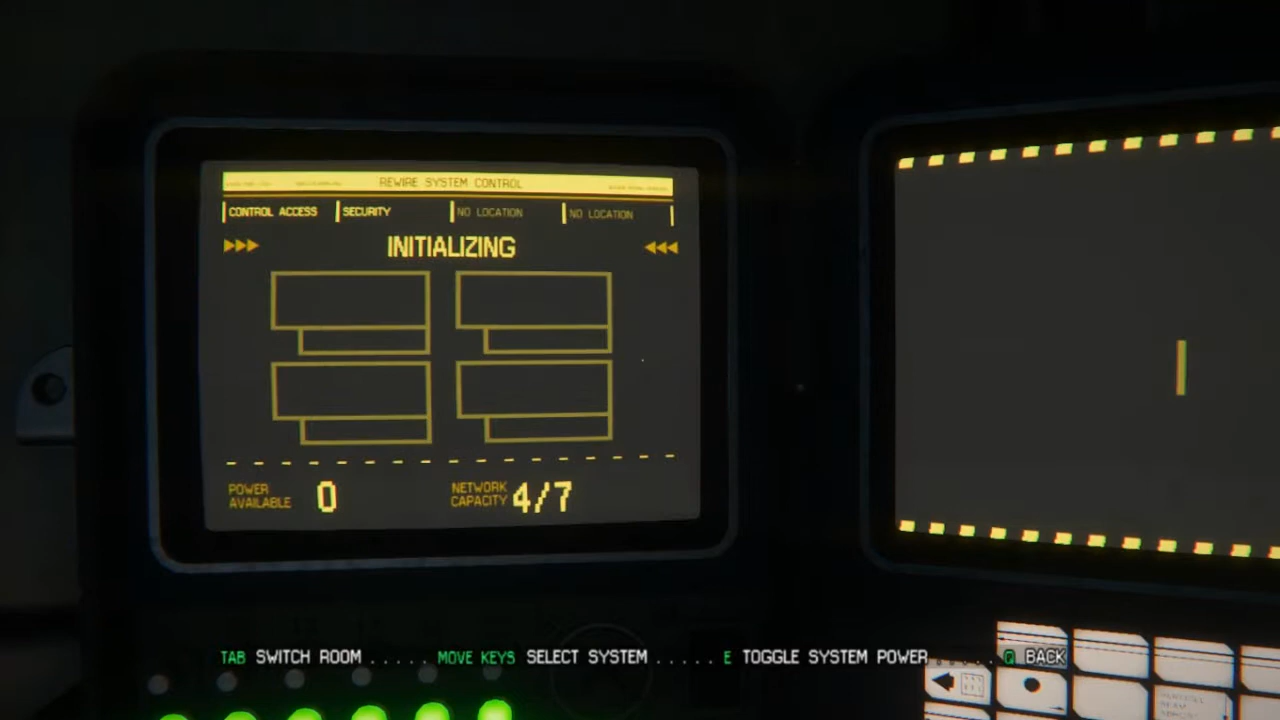 REWIRE SYSTEM CONTROL
CONTROL ACCESS SECURITY NO LOCATION NO LOCATION
INITIALIZING
POWER AVAILABLE 0
NETWORK CAPACITY 4/7
TAB SWITCH ROOM ..... MOVE KEYS SELECT SYSTEM ..... E TOGGLE SYSTEM POWER ..... Q BACK